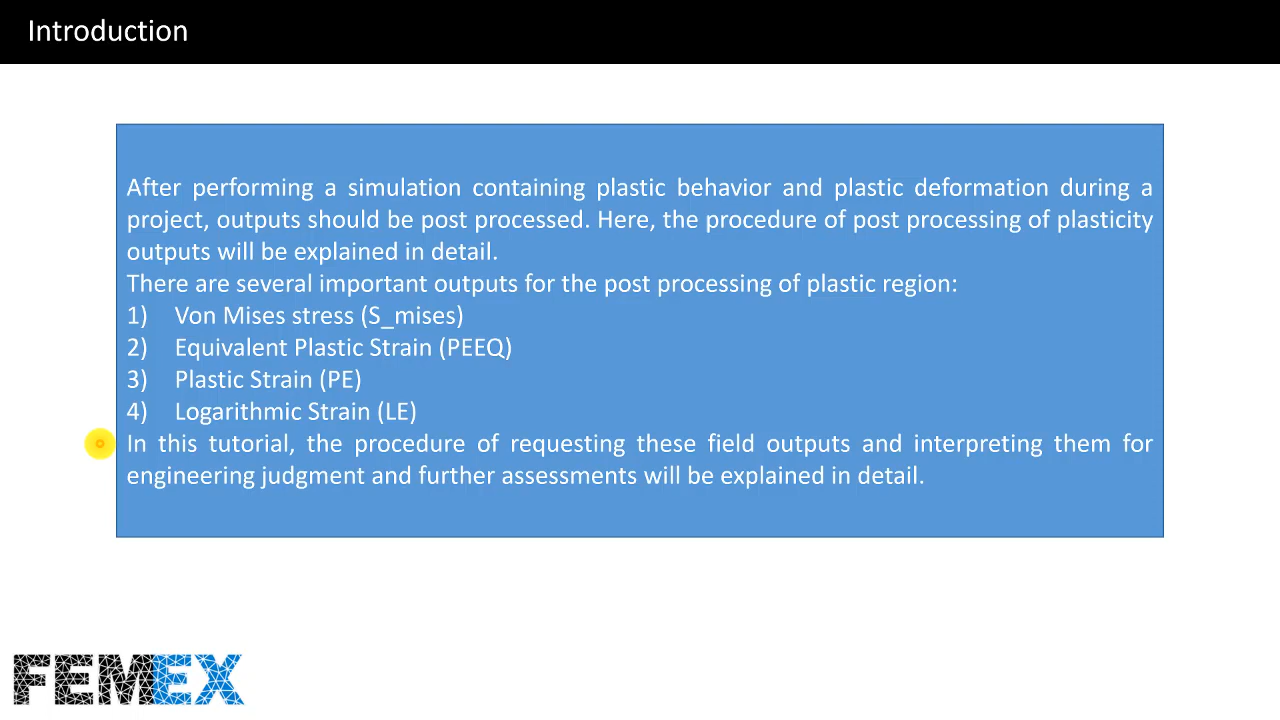 Introduction
After performing a simulation containing plastic behavior and plastic deformation during a
project, outputs should be post processed. Here, the procedure of post processing of plasticity
outputs will be explained in detail.
There are several important outputs for the post processing of plastic region:
1) Von Mises stress (S_mises)
2) Equivalent Plastic Strain (PEEQ)
3) Plastic Strain (PE)
4) Logarithmic Strain (LE)
In this tutorial, the procedure of requesting these field outputs and interpreting them for
engineering judgment and further assessments will be explained in detail.
FEMEX